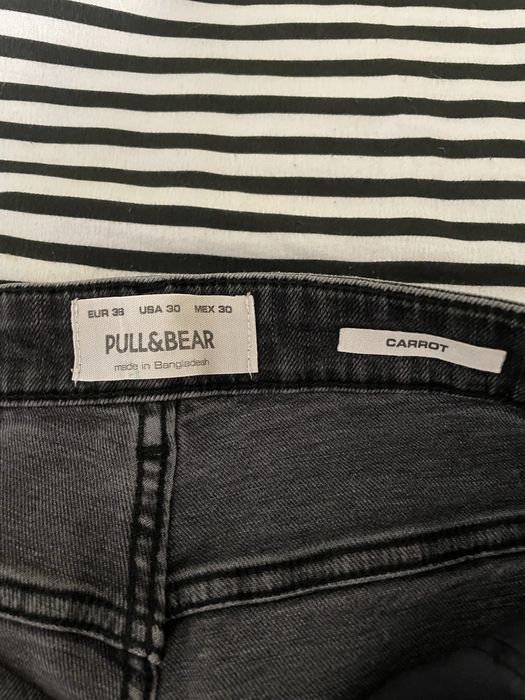 EUR 38 USA 30 MEX 30
PULL&BEAR
made in Bangladesh
CARROT